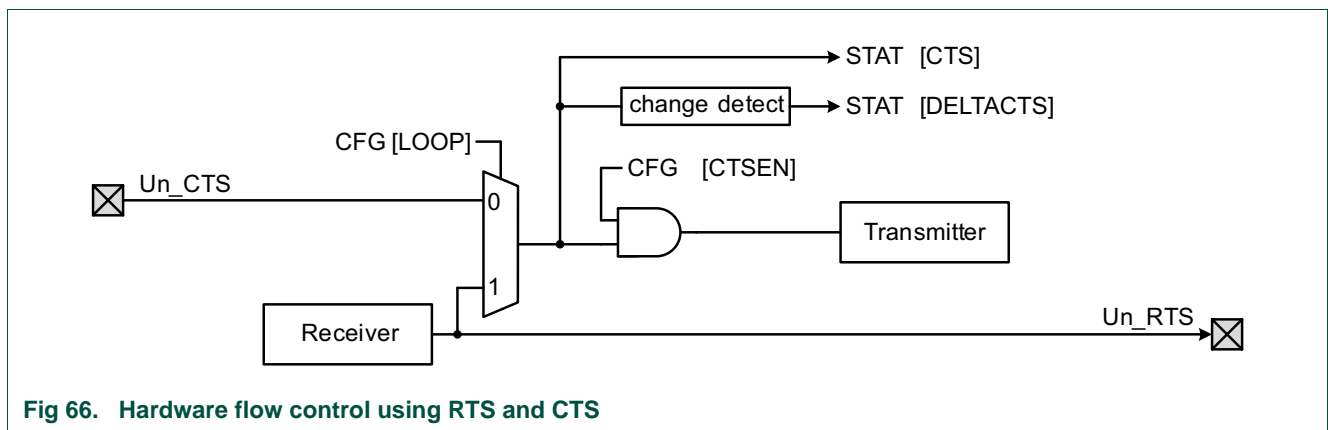 STAT [CTS]
change detect
STAT [DELTACTS]
CFG [LOOP]
CFG [CTSEN]
Un_CTS
0
Transmitter
1
Receiver
Un_RTS
Fig 66. Hardware flow control using RTS and CTS